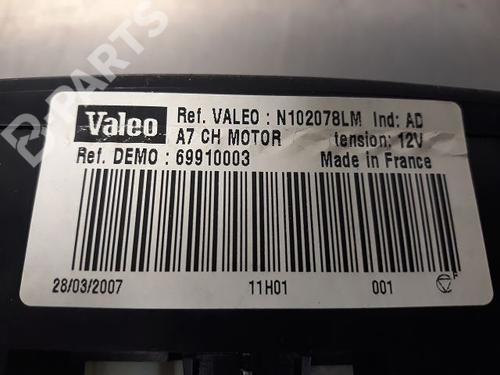 B-PARTS
Valeo
Ref. VALEO : N102078LM Ind: AD
A7 CH MOTOR tension: 12V
Ref. DEMO : 69910003 Made in France
28/03/2007 11H01 001 F